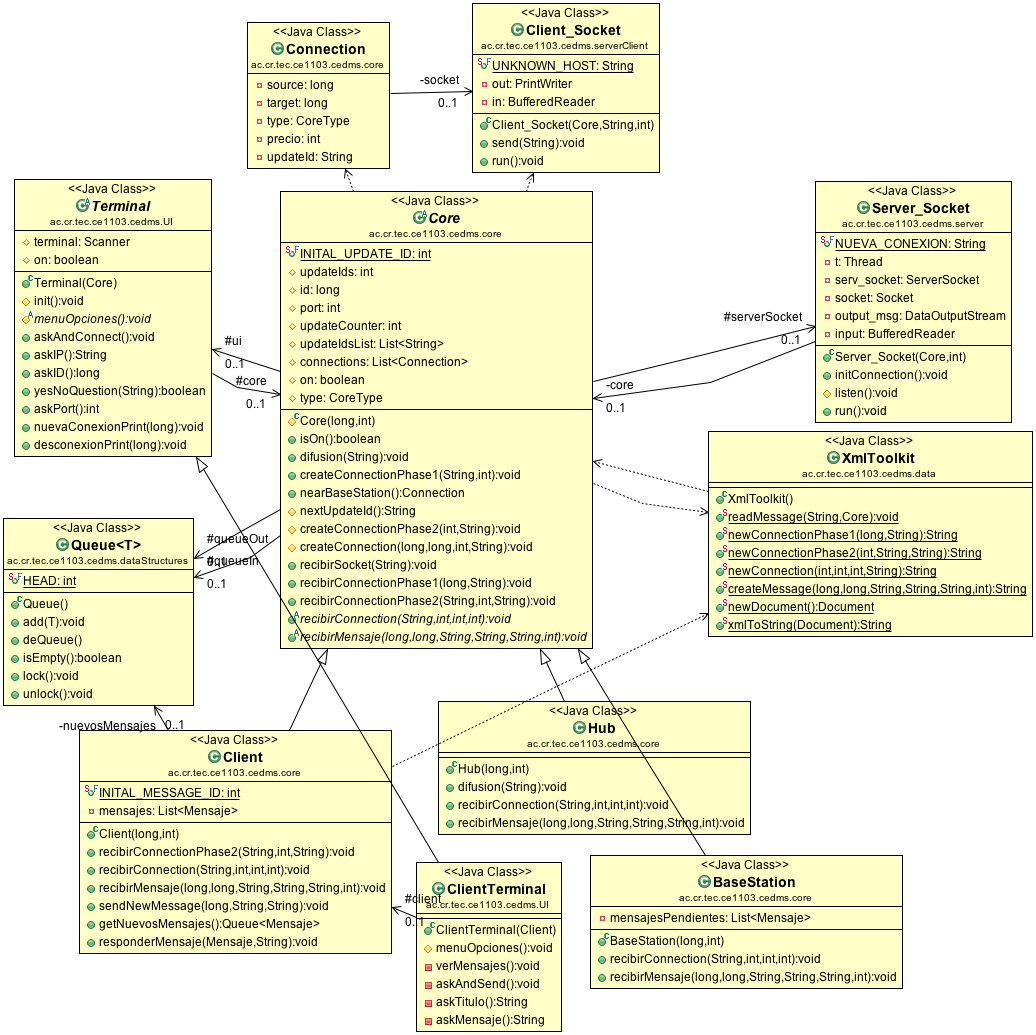 <<Java Class>>
Connection
ac.cr.tec.ce1103.cedms.core
source: long
target: long
type: CoreType
precio: int
updateId: String
-socket
0..1
<<Java Class>>
Client_Socket
ac.cr.tec.ce1103.cedms.serverClient
UNKNOWN_HOST: String
out: PrintWriter
in: BufferedReader
Client_Socket(Core,String,int)
send(String):void
run():void
<<Java Class>>
Terminal
ac.cr.tec.ce1103.cedms.UI
terminal: Scanner
on: boolean
Terminal(Core)
init():void
menuOpciones():void
askAndConnect():void
askIP():String
askID():long
yesNoQuestion(String):boolean
askPort():int
nuevaConexionPrint(long):void
desconexionPrint(long):void
#ui
0..1
#core
0..1
<<Java Class>>
Core
ac.cr.tec.ce1103.cedms.core
INITAL_UPDATE_ID: int
updateIds: int
id: long
port: int
updateCounter: int
updateIdsList: List<String>
connections: List<Connection>
on: boolean
type: CoreType
Core(long,int)
isOn():boolean
difusion(String):void
createConnectionPhase1(String,int):void
nearBaseStation():Connection
nextUpdateId():String
createConnectionPhase2(int,String):void
createConnection(long,long,int,String):void
recibirSocket(String):void
recibirConnectionPhase1(long,String):void
recibirConnectionPhase2(String,int,String):void
recibirConnection(String,int,int,int):void
recibirMensaje(long,long,String,String,String,int):void
#serverSocket
0..1
-core
0..1
<<Java Class>>
Server_Socket
ac.cr.tec.ce1103.cedms.server
NUEVA_CONEXION: String
t: Thread
serv_socket: ServerSocket
socket: Socket
output_msg: DataOutputStream
input: BufferedReader
Server_Socket(Core,int)
initConnection():void
listen():void
run():void
<<Java Class>>
XmlToolkit
ac.cr.tec.ce1103.cedms.data
XmlToolkit()
readMessage(String,Core):void
newConnectionPhase1(long,String):String
newConnectionPhase2(int,String,String):String
newConnection(int,int,int,String):String
createMessage(long,long,String,String,String,int):String
newDocument():Document
xmlToString(Document):String
<<Java Class>>
Queue<T>
ac.cr.tec.ce1103.cedms.dataStructures
HEAD: int
Queue()
add(T):void
deQueue()
isEmpty():boolean
lock():void
unlock():void
#queueOut
0..1
#queueIn
0..1
-nuevosMensajes
0..1
<<Java Class>>
Client
ac.cr.tec.ce1103.cedms.core
INITAL_MESSAGE_ID: int
mensajes: List<Mensaje>
Client(long,int)
recibirConnectionPhase2(String,int,String):void
recibirConnection(String,int,int,int):void
recibirMensaje(long,long,String,String,String,int):void
sendNewMessage(long,String,String):void
getNuevosMensajes():Queue<Mensaje>
responderMensaje(Mensaje,String):void
<<Java Class>>
Hub
ac.cr.tec.ce1103.cedms.core
Hub(long,int)
difusion(String):void
recibirConnection(String,int,int,int):void
recibirMensaje(long,long,String,String,String,int):void
#client
0..1
<<Java Class>>
ClientTerminal
ac.cr.tec.ce1103.cedms.UI
ClientTerminal(Client)
menuOpciones():void
verMensajes():void
askAndSend():void
askTitulo():String
askMensaje():String
<<Java Class>>
BaseStation
ac.cr.tec.ce1103.cedms.core
mensajesPendientes: List<Mensaje>
BaseStation(long,int)
recibirConnection(String,int,int,int):void
recibirMensaje(long,long,String,String,String,int):void